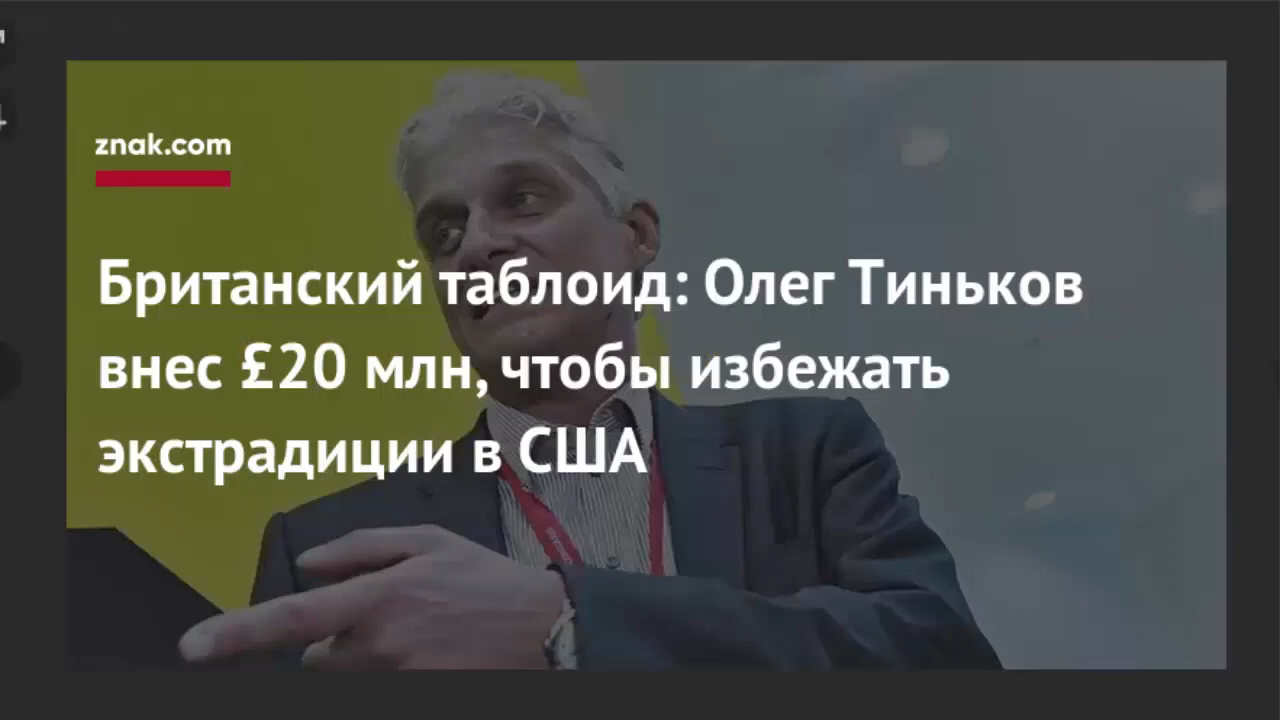 znak.com
Британский таблоид: Олег Тиньков
внес £20 млн, чтобы избежать
экстрадиции в США